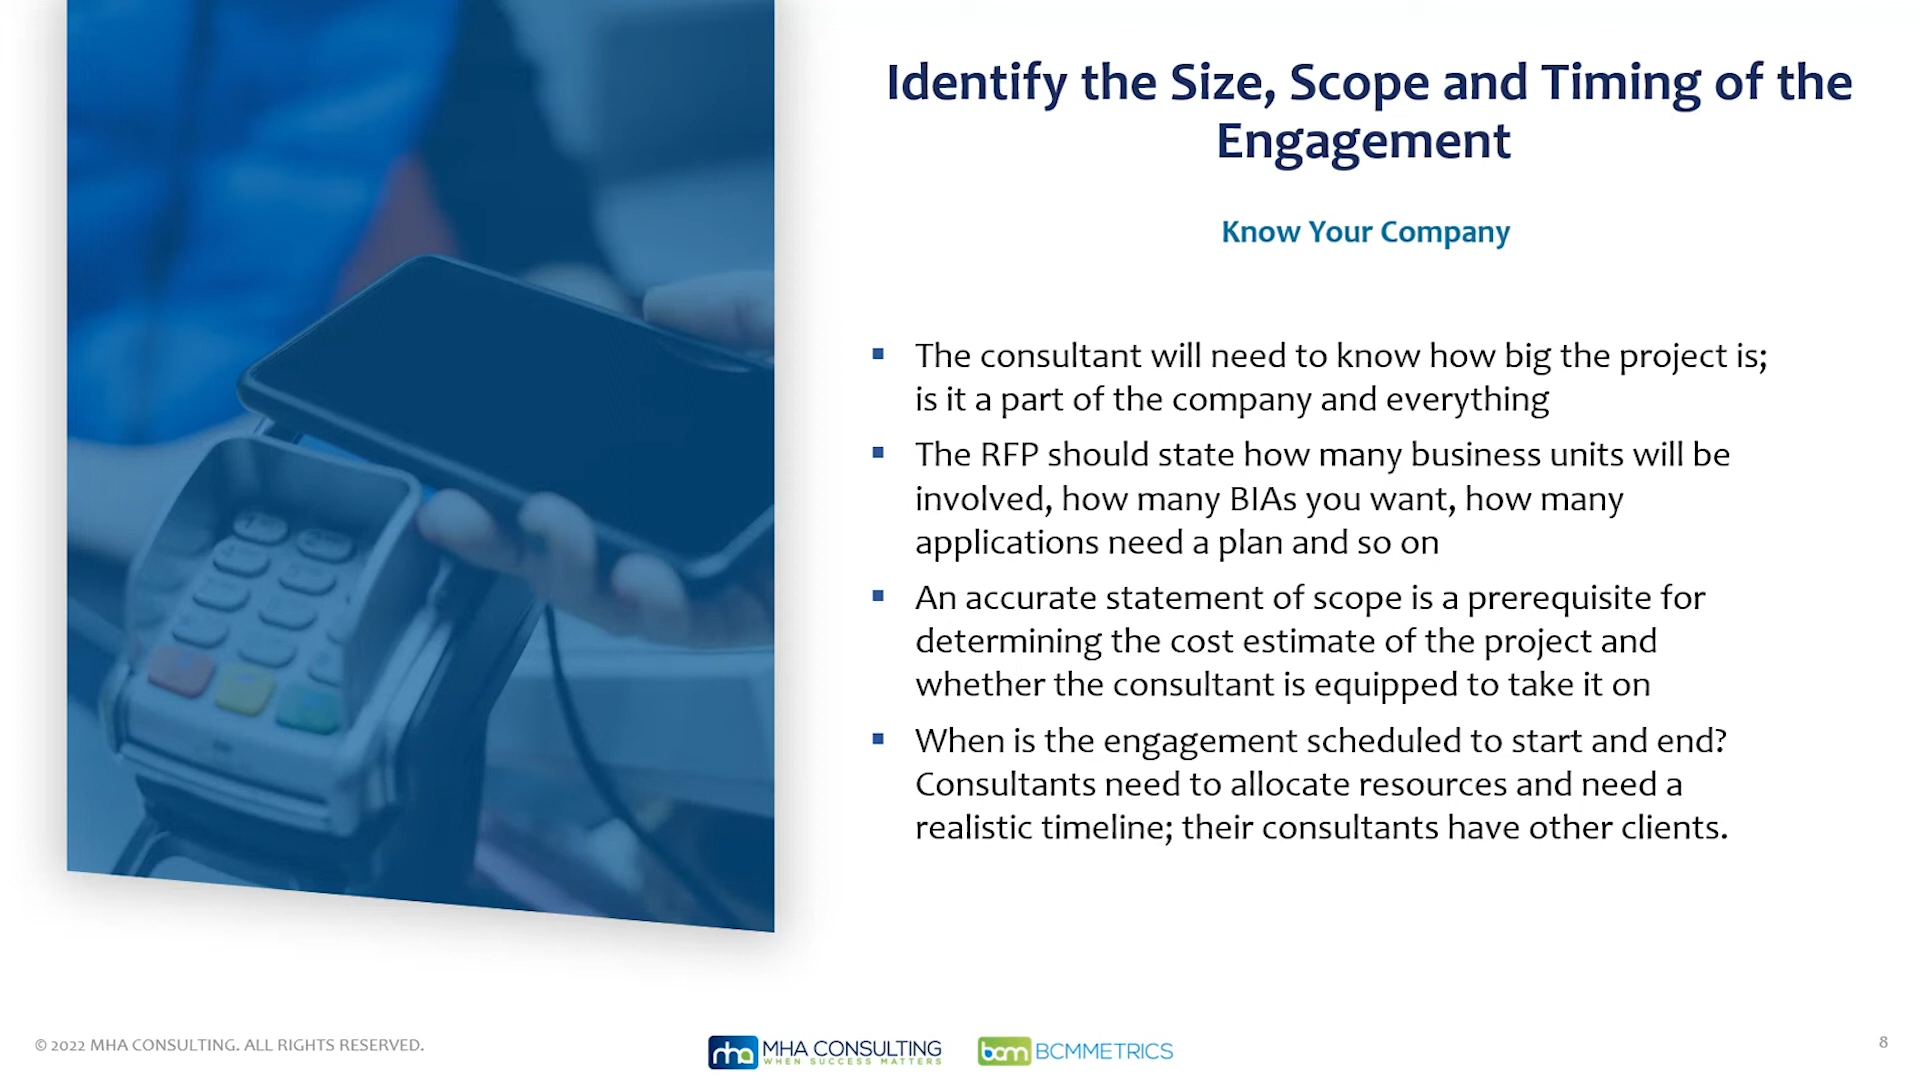 Identify the Size, Scope and Timing of the
Engagement
Know Your Company
▪ The consultant will need to know how big the project is;
is it a part of the company and everything
▪ The RFP should state how many business units will be
involved, how many BIAs you want, how many
applications need a plan and so on
▪ An accurate statement of scope is a prerequisite for
determining the cost estimate of the project and
whether the consultant is equipped to take it on
▪ When is the engagement scheduled to start and end?
Consultants need to allocate resources and need a
realistic timeline; their consultants have other clients.
© 2022 MHA CONSULTING. ALL RIGHTS RESERVED.
mha MHA CONSULTING
WHEN SUCCESS MATTERS
bcm BCMMETRICS
8